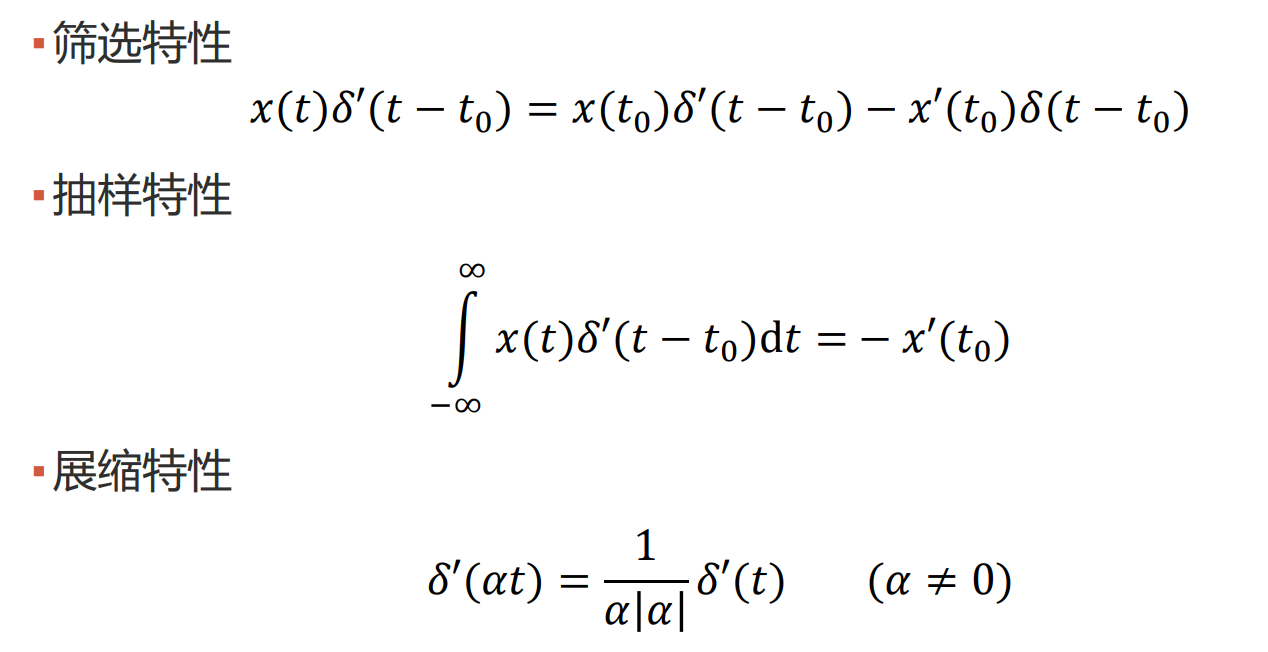 ▪筛选特性
x(t)δ′(t − t₀) = x(t₀)δ′(t − t₀) − x′(t₀)δ(t − t₀)
▪抽样特性
∫_{−∞}^{∞} x(t)δ′(t − t₀)dt = − x′(t₀)
▪展缩特性
δ′(αt) = \frac{1}{α|α|} δ′(t) (α ≠ 0)